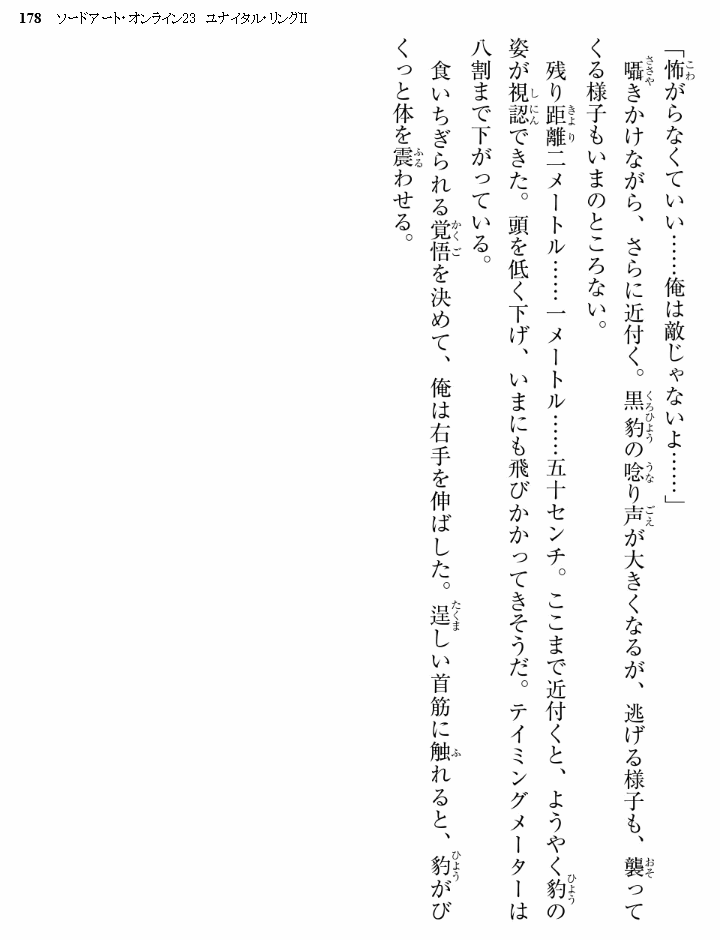 178 ソードアート・オンライン23 ユナイタル・リングII
「怖がらなくていい……俺は敵じゃないよ……」
囁きかけながら、さらに近付く。黒豹の唸り声が大きくなるが、逃げる様子も、襲って
くる様子もいまのところない。
残り距離二メートル……一メートル……五十センチ。ここまで近付くと、ようやく豹の
姿が視認できた。頭を低く下げ、いまにも飛びかかってきそうだ。テイミングメーターは
八割まで下がっている。
食いちぎられる覚悟を決めて、俺は右手を伸ばした。逞しい首筋に触れると、豹がび
くっと体を震わせる。